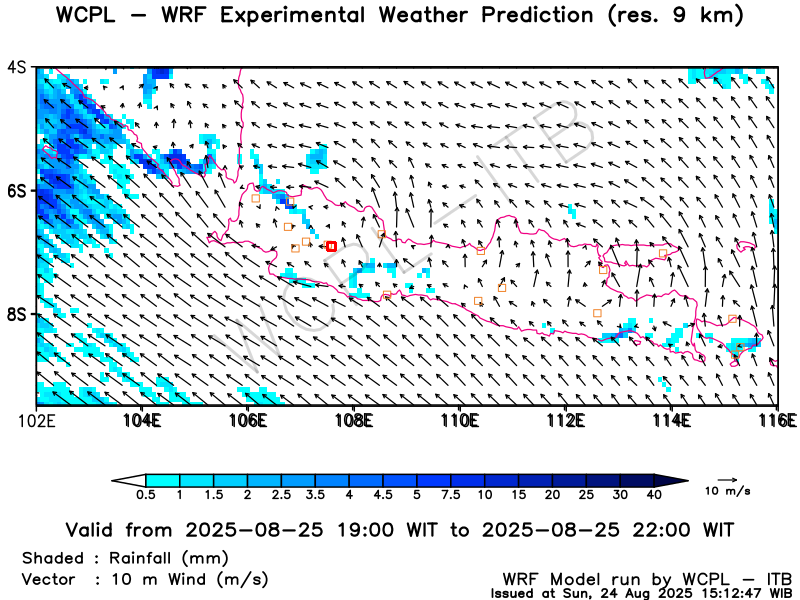 WCPL – WRF Experimental Weather Prediction (res. 9 km)
4S
6S
8S
WCPL-ITB
102E 104E 106E 108E 110E 112E 114E 116E
0.5 1 1.5 2 2.5 3.5 4 4.5 5 7.5 10 15 20 25 30 40
10 m/s
Valid from 2025-08-25 19:00 WIT to 2025-08-25 22:00 WIT
Shaded : Rainfall (mm)
Vector : 10 m Wind (m/s)
WRF Model run by WCPL – ITB
Issued at Sun, 24 Aug 2025 15:12:47 WIB